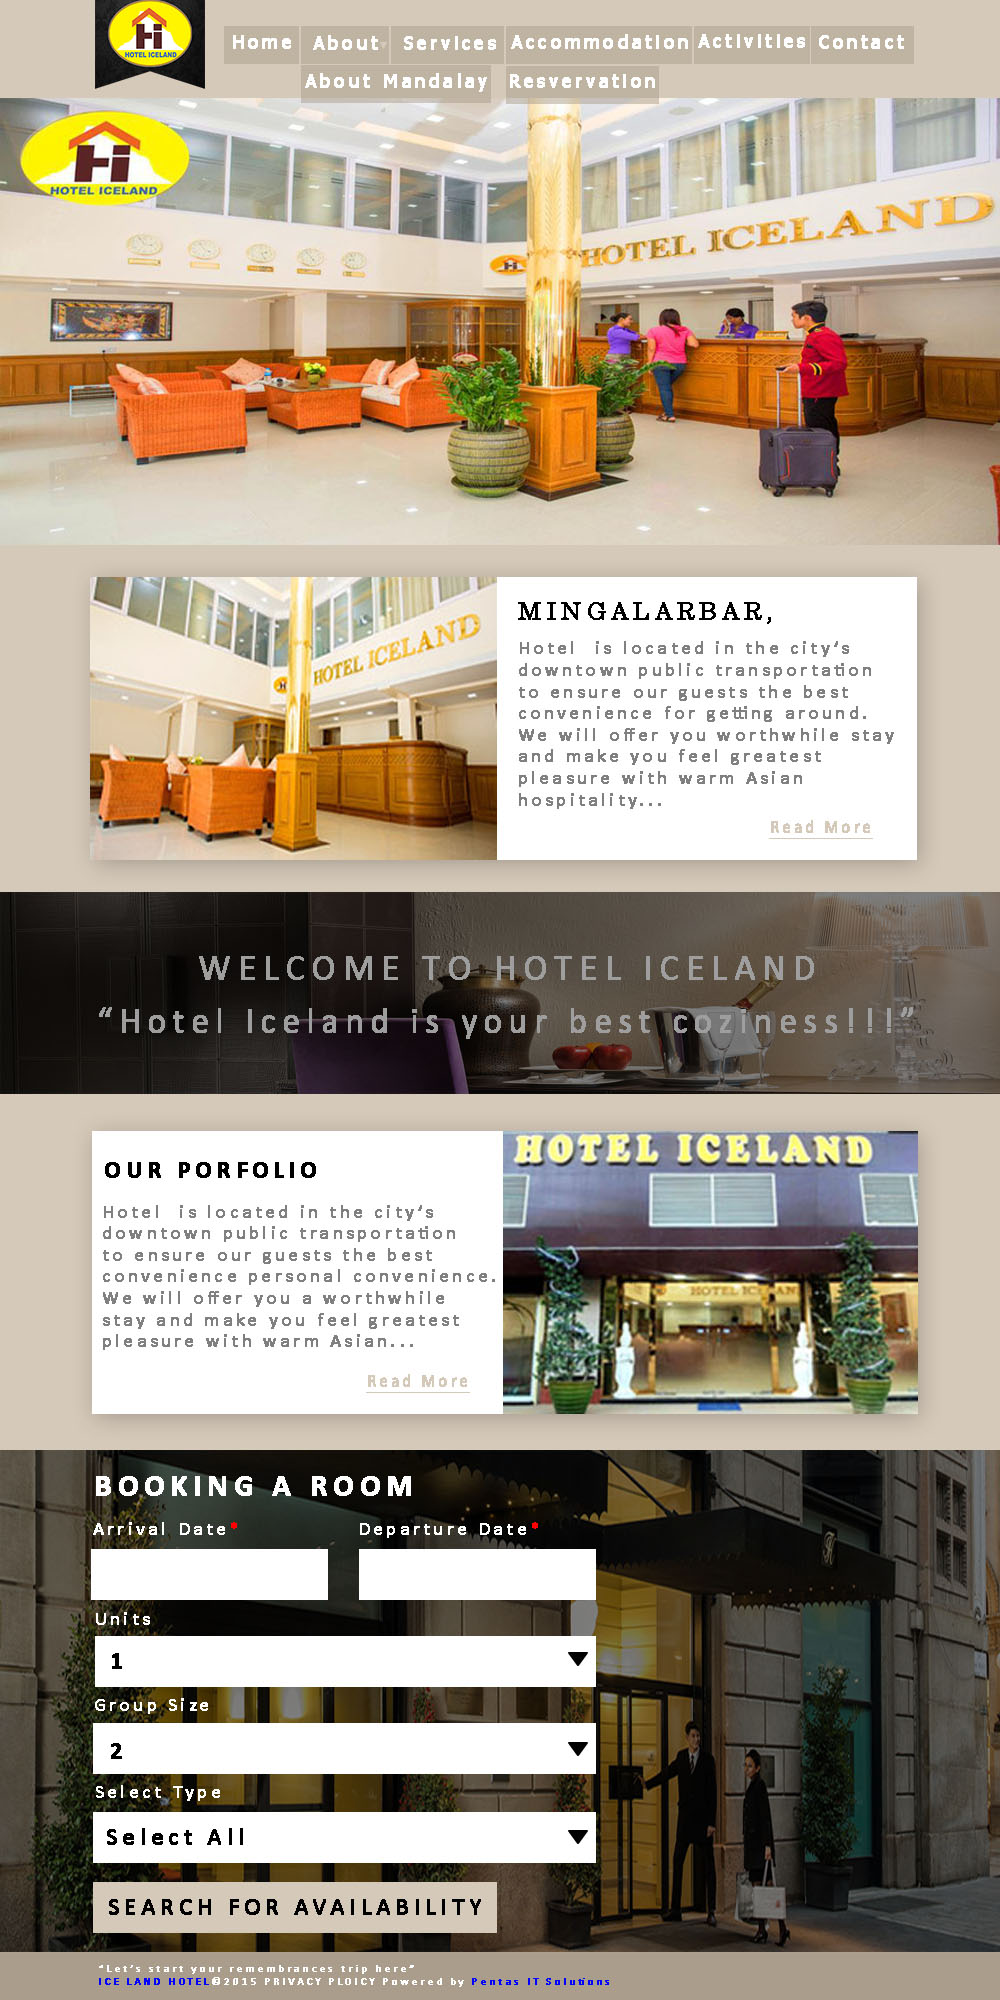 Hi
HOTEL ICELAND
Home About Services Accommodation Activities Contact
About Mandalay Resvervation
Hi
HOTEL ICELAND
HOTEL ICELAND
HOTEL ICELAND
MINGALARBAR,
Hotel is located in the city’s
downtown public transportation
to ensure our guests the best
convenience for getting around.
We will offer you worthwhile stay
and make you feel greatest
pleasure with warm Asian
hospitality...
Read More
WELCOME TO HOTEL ICELAND
“Hotel Iceland is your best coziness!!!”
HOTEL ICELAND
HOTEL ICELAN
OUR PORFOLIO
Hotel is located in the city’s
downtown public transportation
to ensure our guests the best
convenience personal convenience.
We will offer you a worthwhile
stay and make you feel greatest
pleasure with warm Asian...
Read More
BOOKING A ROOM
Arrival Date* Departure Date*
Units
1
Group Size
2
Select Type
Select All
SEARCH FOR AVAILABILITY
“Let’s start your remembrances trip here”
ICE LAND HOTEL©2015 PRIVACY PLOICY Powered by Pentas IT Solutions